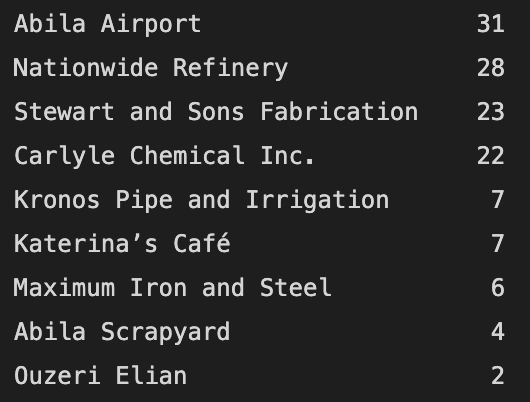 Abila Airport 31
Nationwide Refinery 28
Stewart and Sons Fabrication 23
Carlyle Chemical Inc. 22
Kronos Pipe and Irrigation 7
Katerina’s Café 7
Maximum Iron and Steel 6
Abila Scrapyard 4
Ouzeri Elian 2